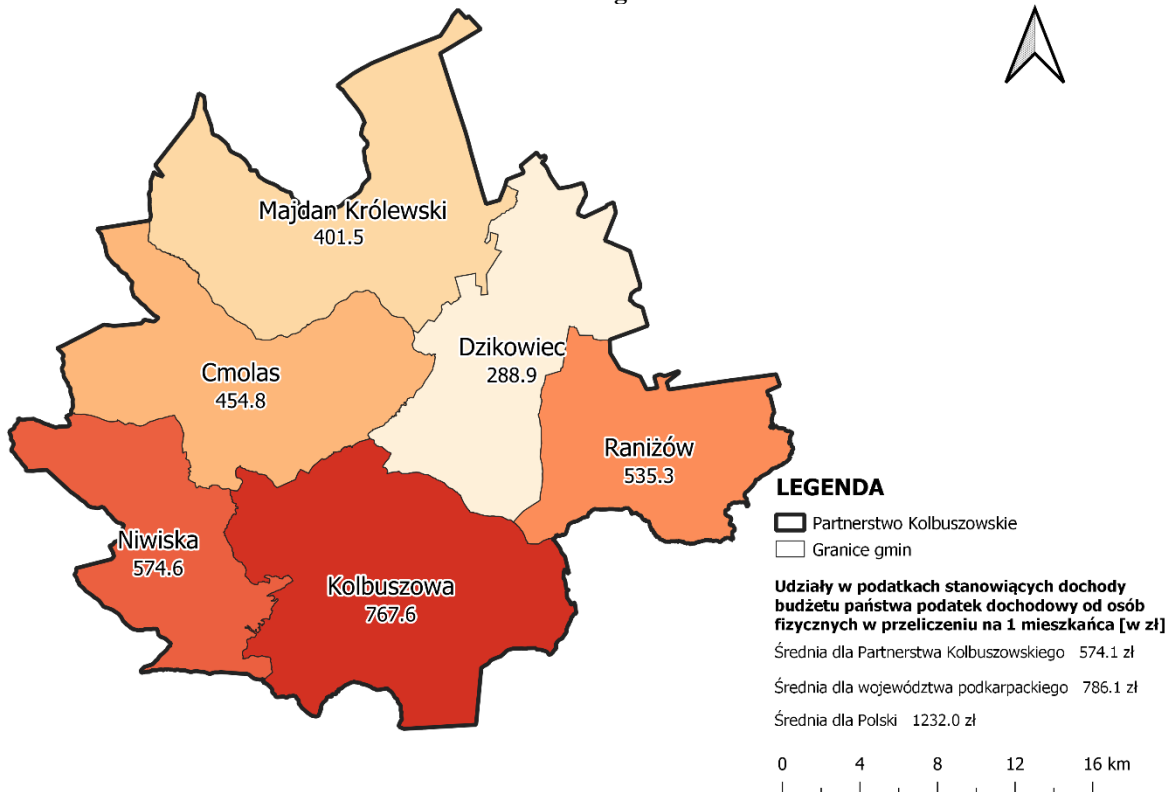 g
Majdan Królewski
401.5
Dzikowiec
288.9
Cmolas
454.8
Raniżów
535.3
Niwiska
574.6
Kolbuszowa
767.6
LEGENDA
Partnerstwo Kolbuszowskie
Granice gmin
Udziały w podatkach stanowiących dochody
budżetu państwa podatek dochodowy od osób
fizycznych w przeliczeniu na 1 mieszkańca [w zł]
Średnia dla Partnerstwa Kolbuszowskiego 574.1 zł
Średnia dla województwa podkarpackiego 786.1 zł
Średnia dla Polski 1232.0 zł
0 4 8 12 16 km